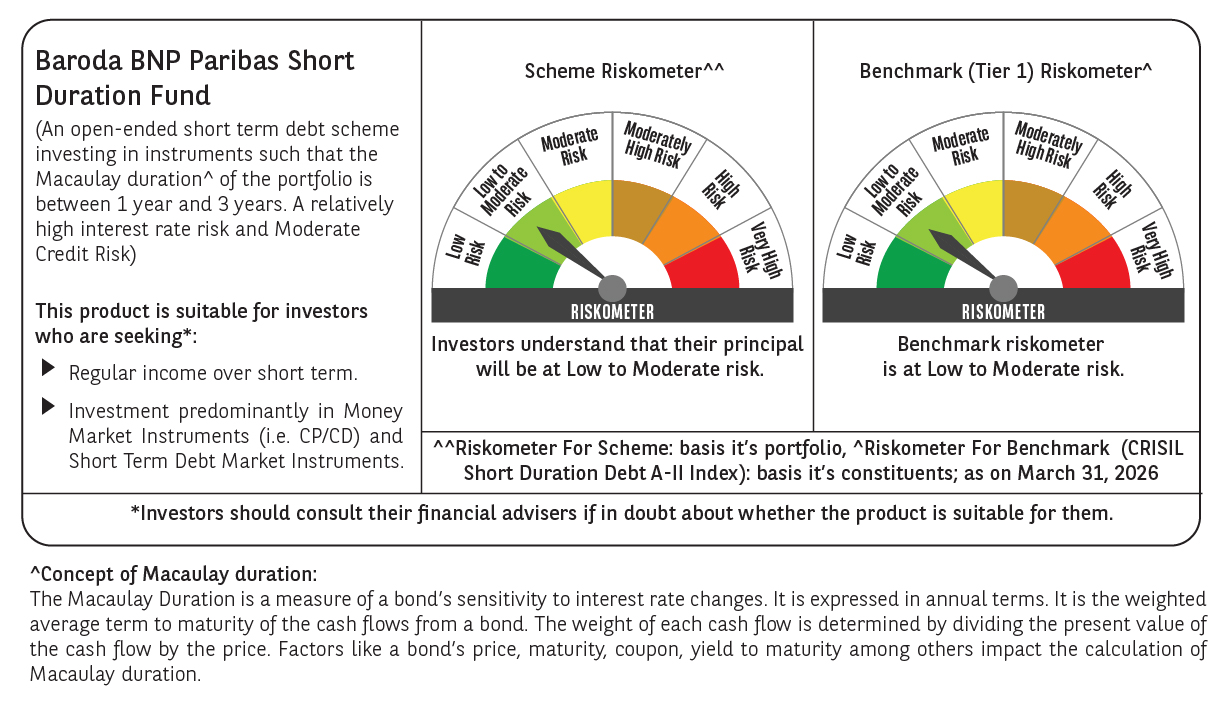 Baroda BNP Paribas Short
Duration Fund
(An open-ended short term debt scheme
investing in instruments such that the
Macaulay duration^ of the portfolio is
between 1 year and 3 years. A relatively
high interest rate risk and Moderate
Credit Risk)
This product is suitable for investors
who are seeking*:
Regular income over short term.
Investment predominantly in Money
Market Instruments (i.e. CP/CD) and
Short Term Debt Market Instruments.
Scheme Riskometer^^
Low
Risk
Low to
Moderate
Risk
Moderate
Risk
Moderately
High Risk
High
Risk
Very High
Risk
RISKOMETER
Investors understand that their principal
will be at Low to Moderate risk.
Benchmark (Tier 1) Riskometer^
Low
Risk
Low to
Moderate
Risk
Moderate
Risk
Moderately
High Risk
High
Risk
Very High
Risk
RISKOMETER
Benchmark riskometer
is at Low to Moderate risk.
^^Riskometer For Scheme: basis it's portfolio, ^Riskometer For Benchmark (CRISIL
Short Duration Debt A-II Index): basis it's constituents; as on March 31, 2026
*Investors should consult their financial advisers if in doubt about whether the product is suitable for them.
^Concept of Macaulay duration:
The Macaulay Duration is a measure of a bond's sensitivity to interest rate changes. It is expressed in annual terms. It is the weighted
average term to maturity of the cash flows from a bond. The weight of each cash flow is determined by dividing the present value of
the cash flow by the price. Factors like a bond's price, maturity, coupon, yield to maturity among others impact the calculation of
Macaulay duration.